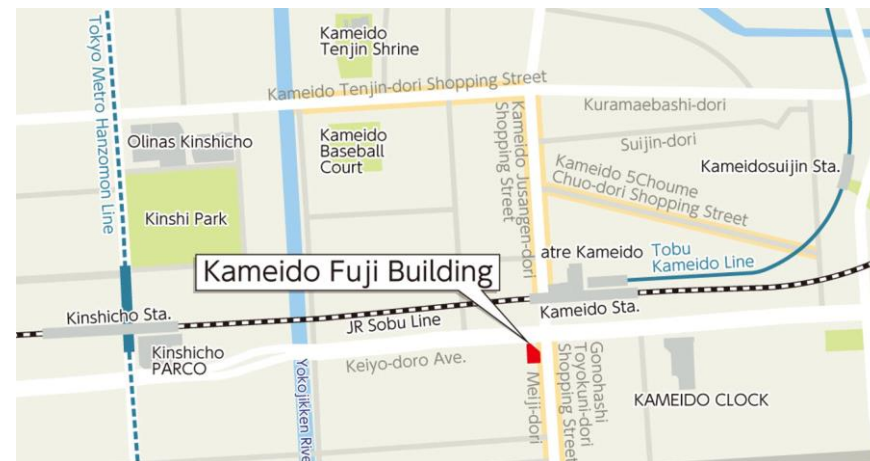 Tokyo Metro Hanzomon Line
Kameido
Tenjin Shrine
Kameido Tenjin-dori Shopping Street
Kuramaebashi-dori
Olinas Kinshicho
Kameido
Baseball
Court
Kameido Jusangen-dori
Shopping Street
Suijin-dori
Kameido 5Choume
Chuo-dori Shopping Street
Kameidosuijin Sta.
Kinshi Park
atre Kameido
Tobu
Kameido Line
Kameido Fuji Building
Kinshicho Sta.
JR Sobu Line
Kameido Sta.
Kinshicho
PARCO
Keiyo-doro Ave.
Yokojikken Rive
Meiji-dori
Gonohashi
Toyokuni-dori
Shopping Street
KAMEIDO CLOCK